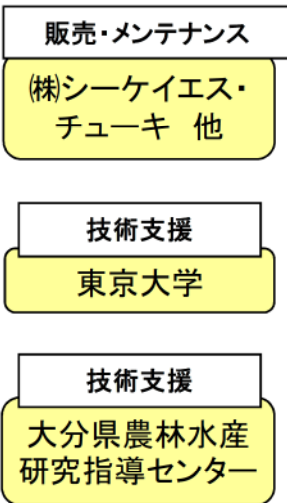 販売・メンテナンス
㈱シーケイエス・
チューキ 他
技術支援
東京大学
技術支援
大分県農林水産
研究指導センター